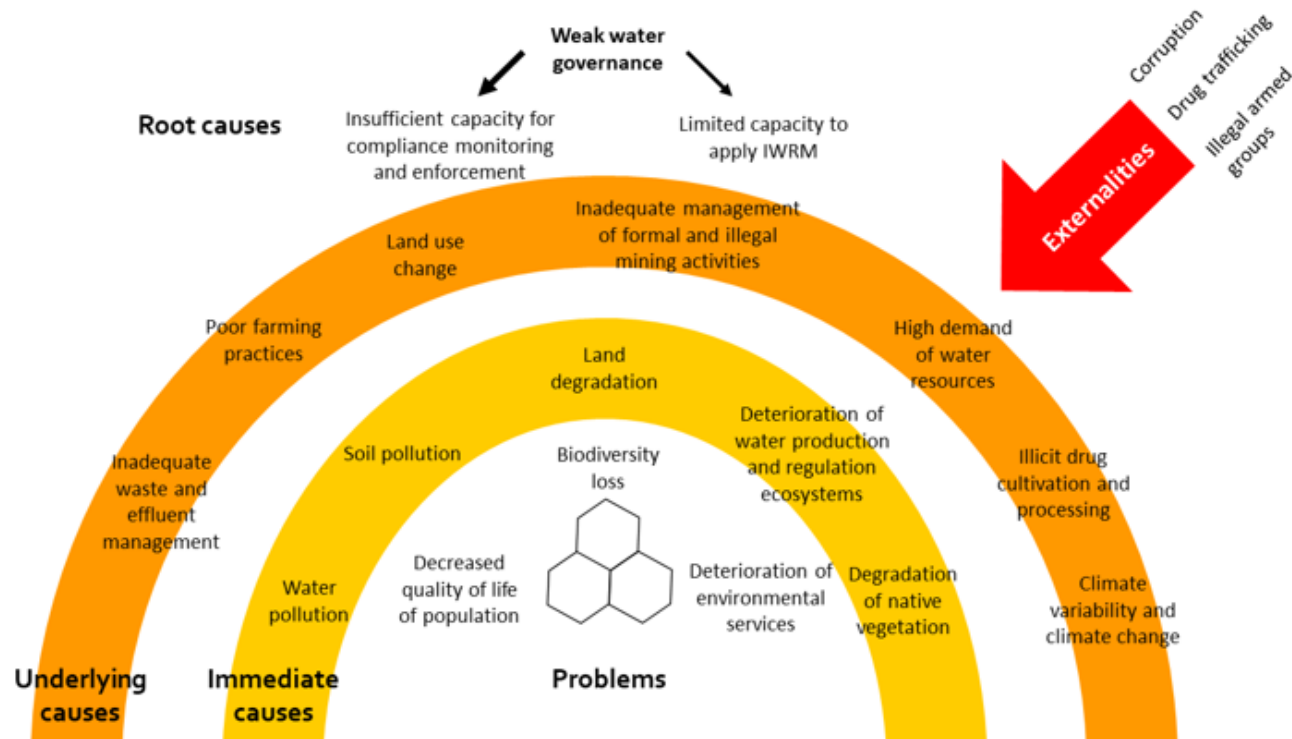 Weak water
governance
Root causes
Insufficient capacity for
compliance monitoring
and enforcement
Limited capacity to
apply IWRM
Corruption
Drug trafficking
Illegal armed
groups
Externalities
Inadequate management
of formal and illegal
mining activities
Land use
change
Poor farming
practices
High demand
of water
resources
Inadequate
waste and
effluent
management
Illicit drug
cultivation and
processing
Climate
variability and
climate change
Underlying
causes
Land
degradation
Soil pollution
Deterioration of
water production
and regulation
ecosystems
Water
pollution
Degradation
of native
vegetation
Immediate
causes
Biodiversity
loss
Decreased
quality of life
of population
Deterioration of
environmental
services
Problems